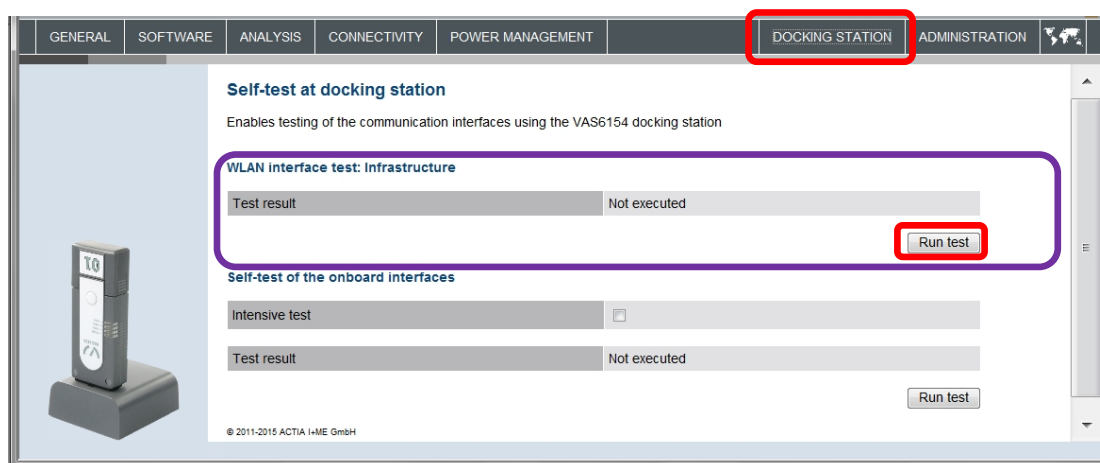 GENERAL SOFTWARE ANALYSIS CONNECTIVITY POWER MANAGEMENT DOCKING STATION ADMINISTRATION
Self-test at docking station
Enables testing of the communication interfaces using the VAS6154 docking station
WLAN interface test: Infrastructure
Test result Not executed
Run test
Self-test of the onboard interfaces
Intensive test
Test result Not executed
Run test
© 2011-2015 ACTIA I+ME GmbH